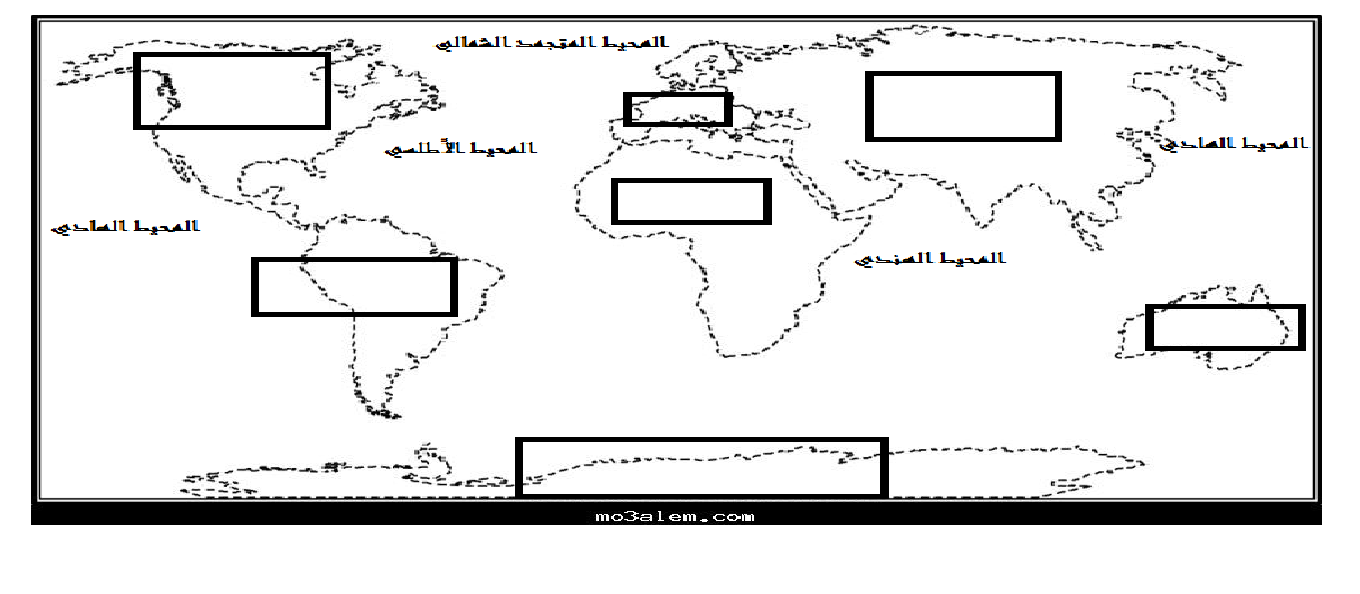 المحيط المتجمد الشمالي
المحيط الأطلسي
المحيط الهادي
المحيط الهادي
المحيط الهندي
mo3alem.com